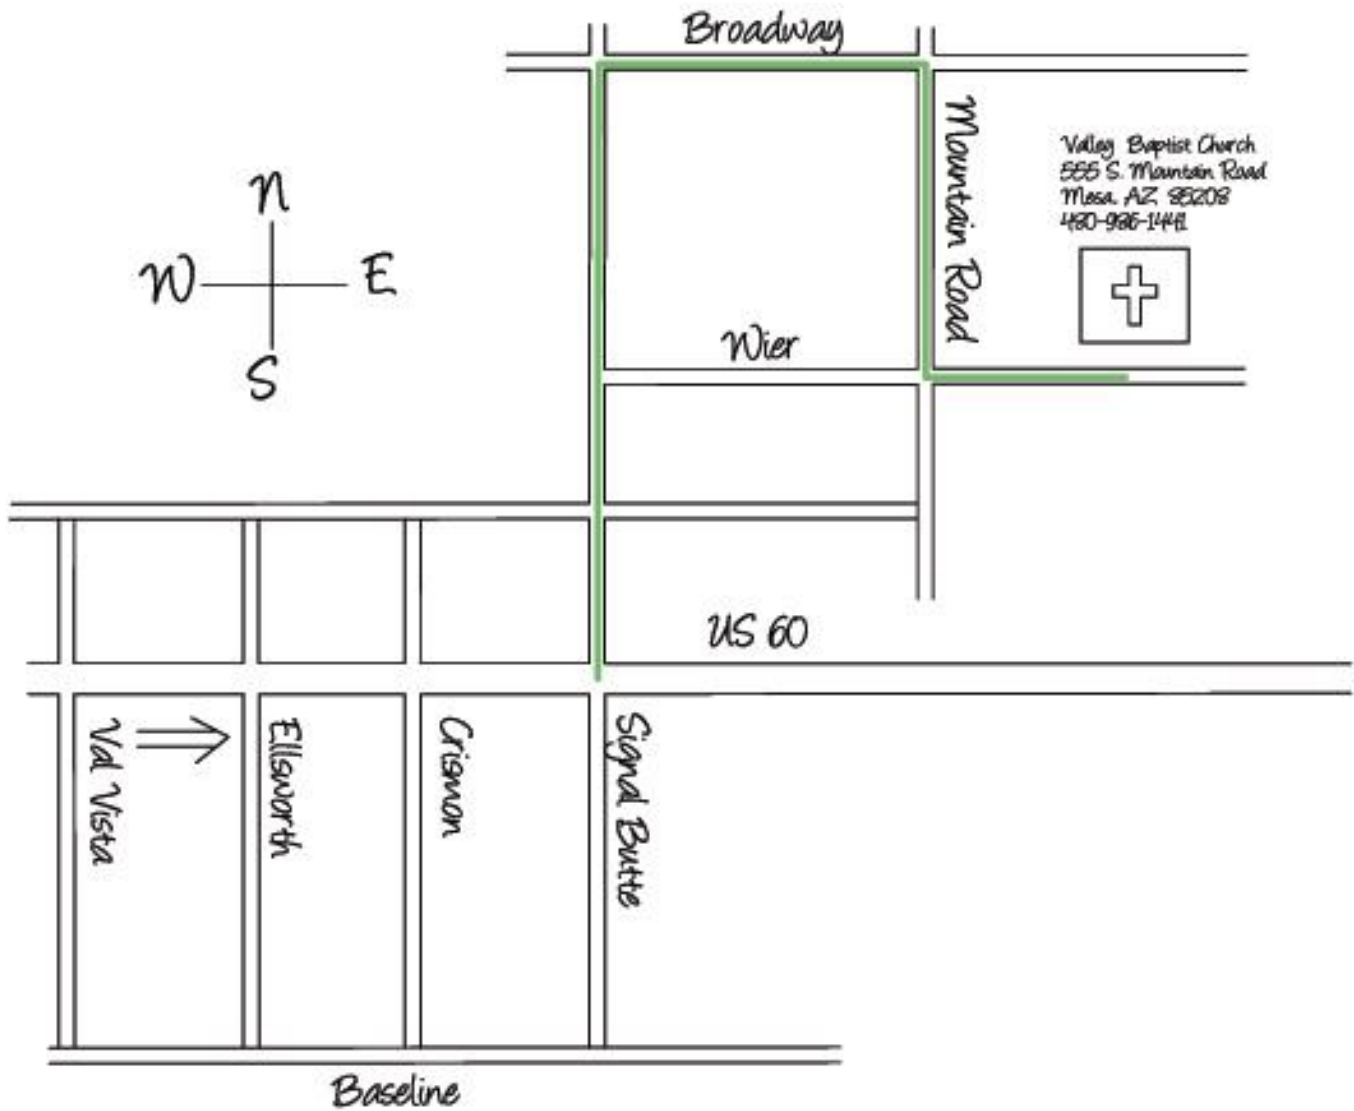 Broadway
Mountain Road
Valley Baptist Church
555 S. Mountain Road
Mesa, AZ 85208
480-986-1441
N
W
E
S
Wier
US 60
Val Vista
Ellsworth
Crismon
Signal Butte
Baseline